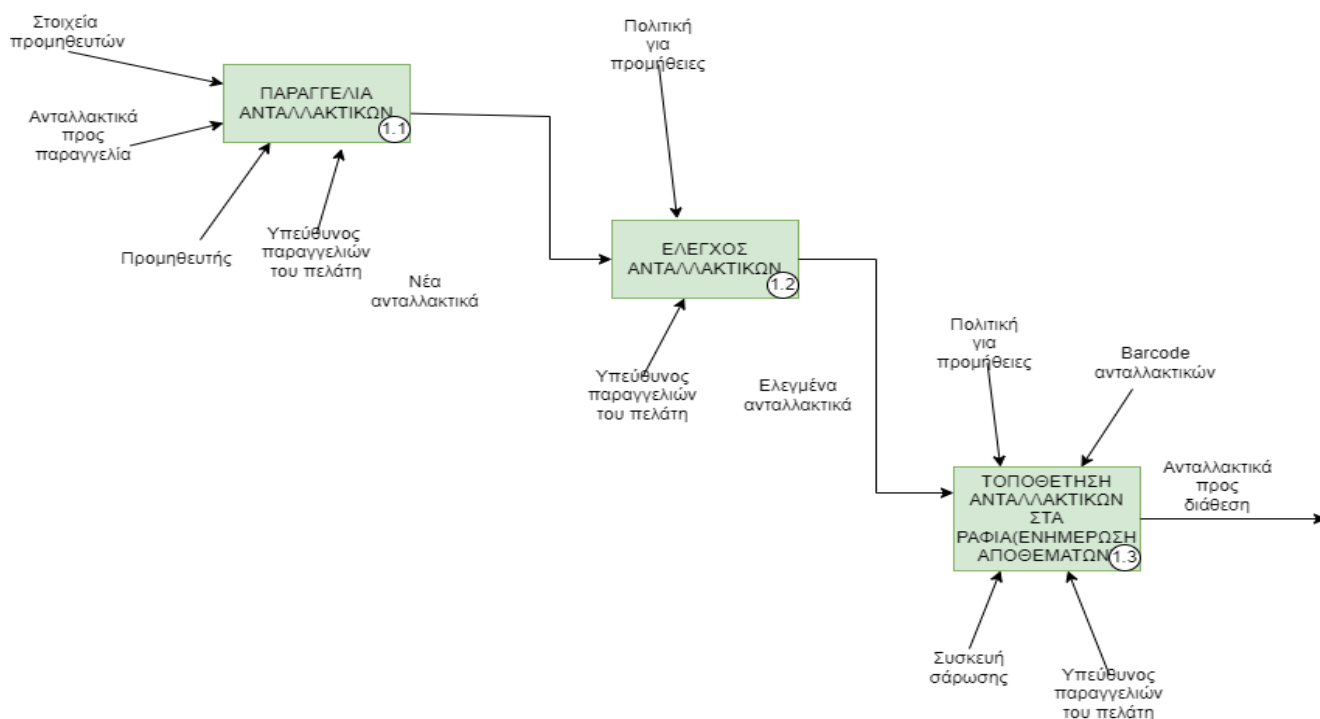 Στοιχεία
προμηθευτών
Πολιτική
για
προμήθειες
ΠΑΡΑΓΓΕΛΙΑ
ΑΝΤΑΛΛΑΚΤΙΚΩΝ
1.1
Ανταλλακτικά
προς
παραγγελία
Προμηθευτής
Υπεύθυνος
παραγγελιών
του πελάτη
Νέα
ανταλλακτικά
ΕΛΕΓΧΟΣ
ΑΝΤΑΛΛΑΚΤΙΚΩΝ
1.2
Υπεύθυνος
παραγγελιών
του πελάτη
Ελεγμένα
ανταλλακτικά
Πολιτική
για
προμήθειες
Barcode
ανταλλακτικών
ΤΟΠΟΘΕΤΗΣΗ
ΑΝΤΑΛΛΑΚΤΙΚΩΝ
ΣΤΑ
ΡΑΦΙΑ(ΕΝΗΜΕΡΩΣΗ
ΑΠΟΘΕΜΑΤΩΝ
1.3
Ανταλλακτικά
προς
διάθεση
Συσκευή
σάρωσης
Υπεύθυνος
παραγγελιών
του πελάτη